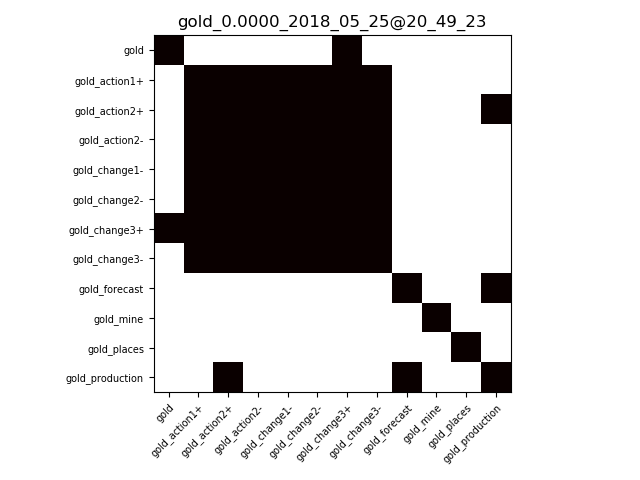 gold_0.0000_2018_05_25@20_49_23
gold
gold_action1+
gold_action2+
gold_action2-
gold_change1-
gold_change2-
gold_change3+
gold_change3-
gold_forecast
gold_mine
gold_places
gold_production
gold
gold_action1+
gold_action2+
gold_action2-
gold_change1-
gold_change2-
gold_change3+
gold_change3-
gold_forecast
gold_mine
gold_places
gold_production